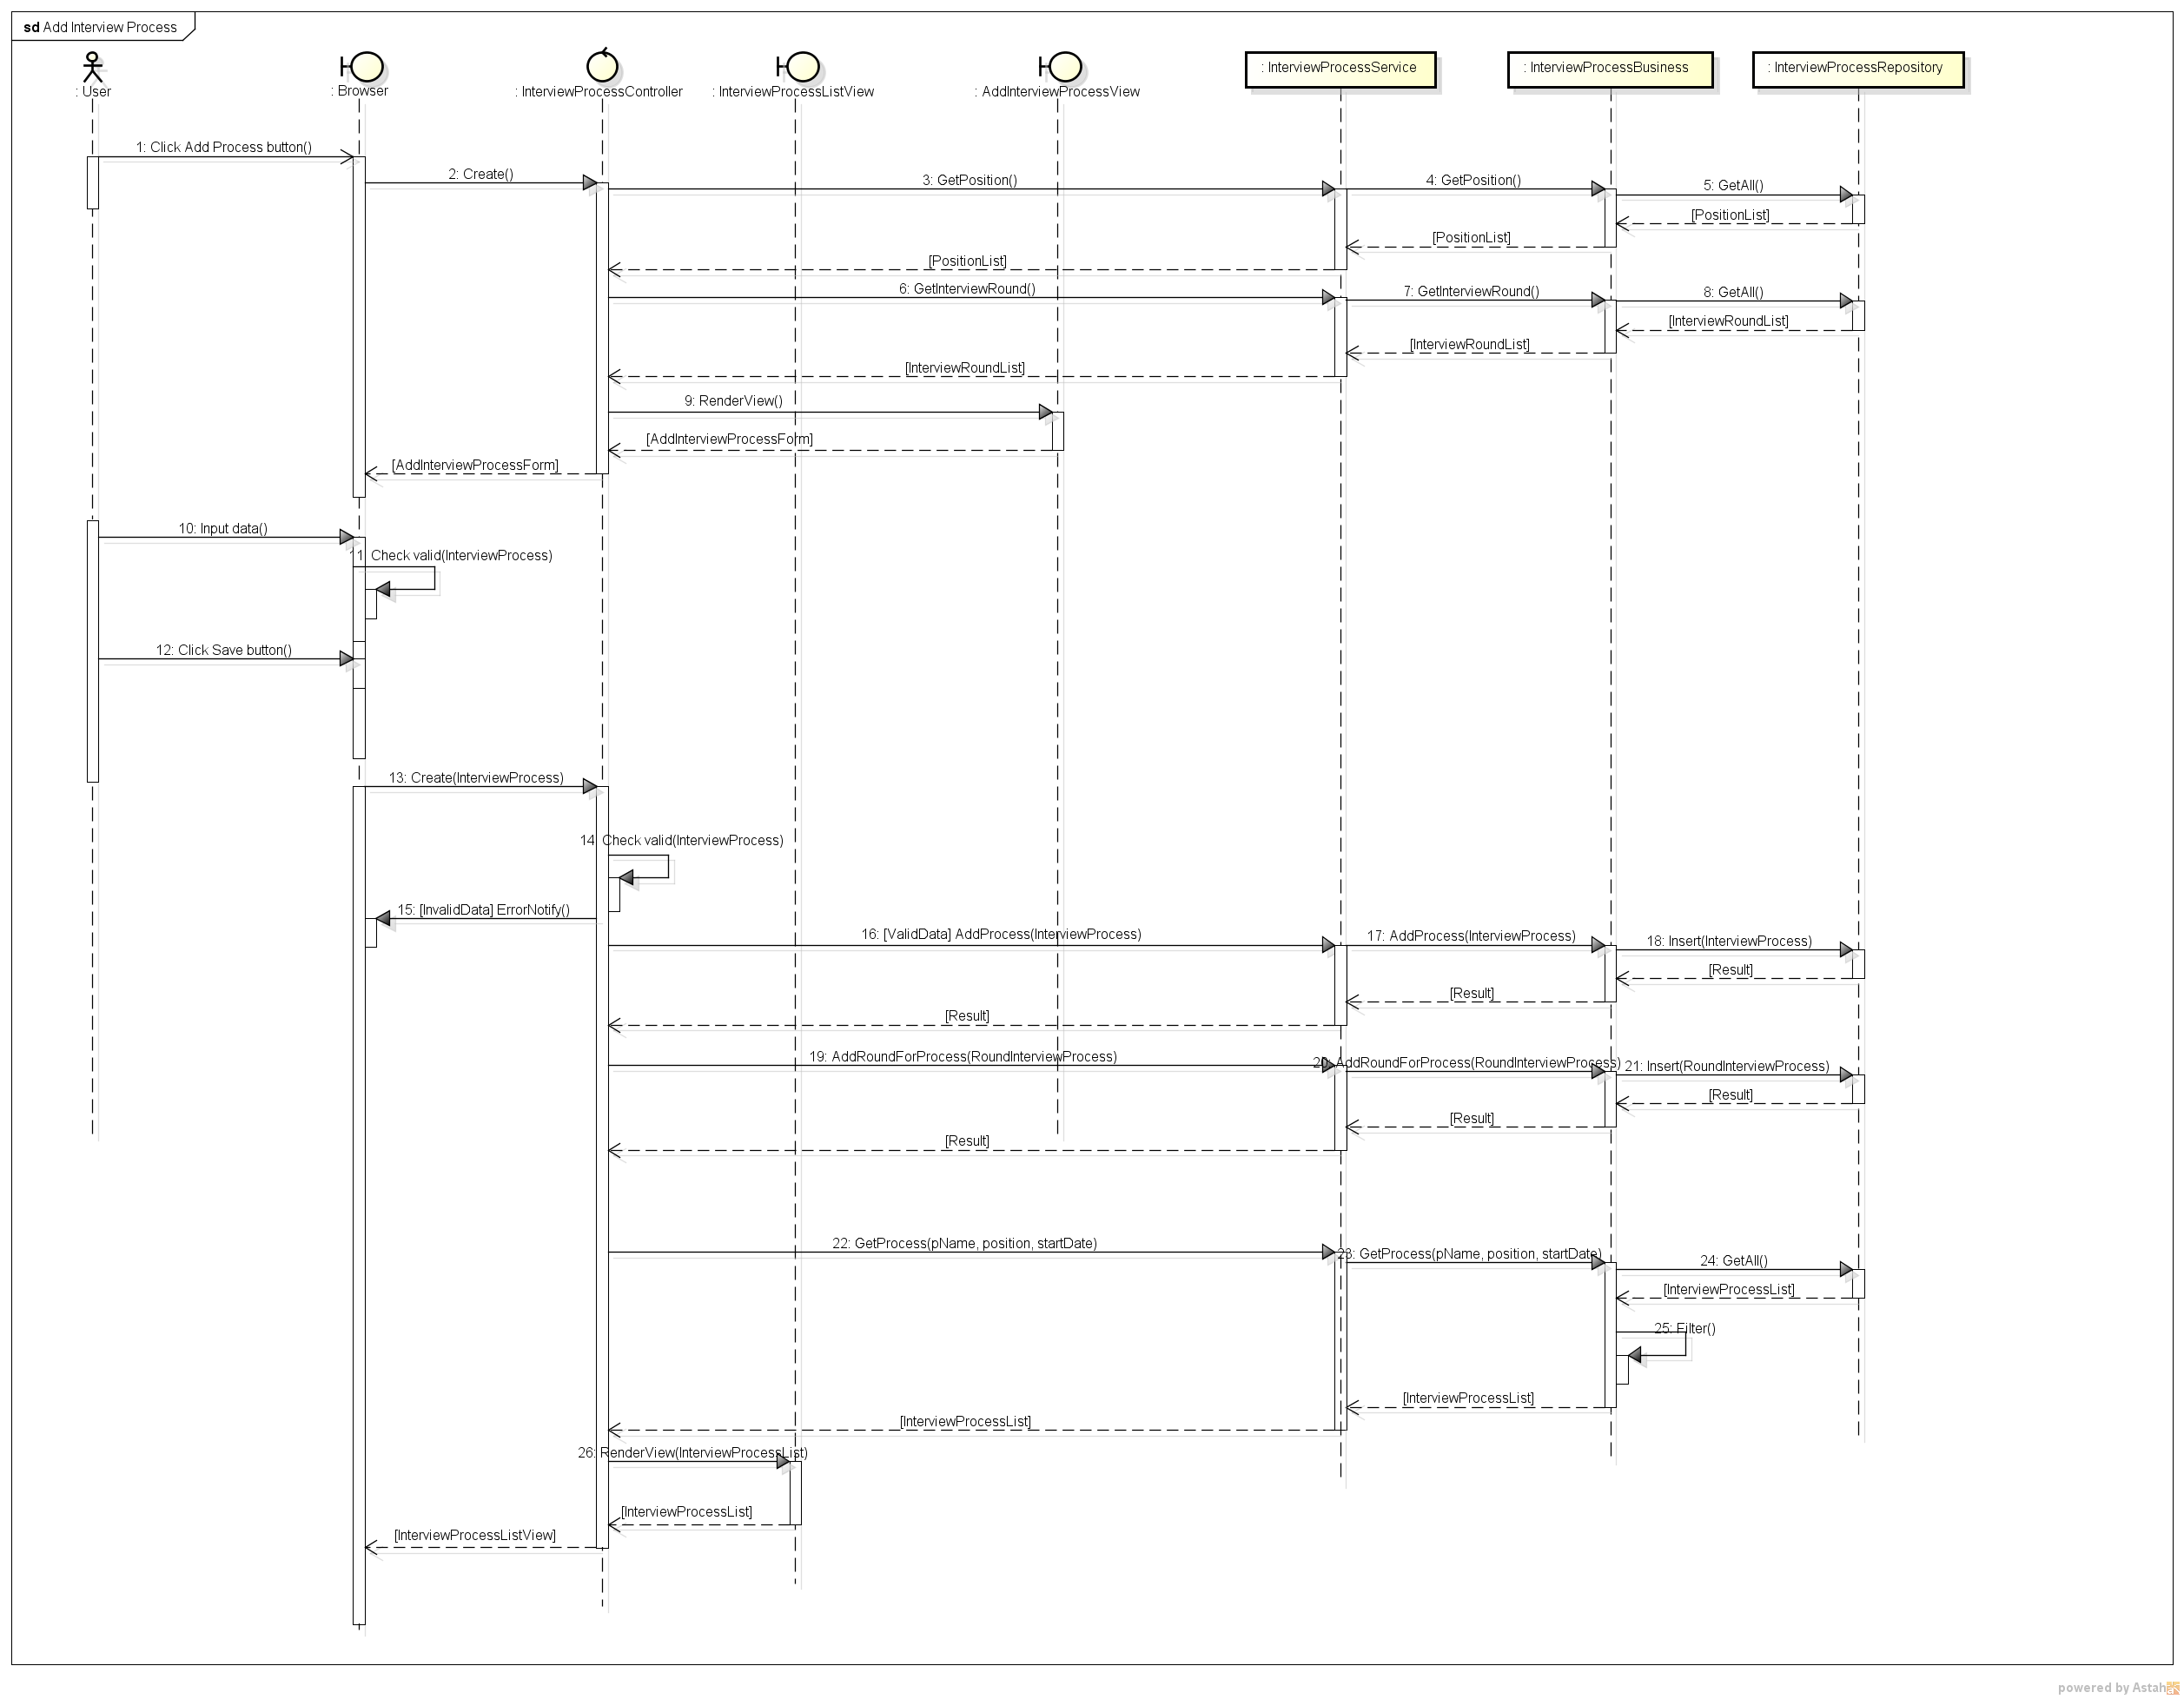 sd Add Interview Process
: User
: Browser
: InterviewProcessController
: InterviewProcessListView
: AddInterviewProcessView
: InterviewProcessService
: InterviewProcessBusiness
: InterviewProcessRepository
1: Click Add Process button()
2: Create()
3: GetPosition()
4: GetPosition()
5: GetAll()
[PositionList]
[PositionList]
[PositionList]
6: GetInterviewRound()
7: GetInterviewRound()
8: GetAll()
[InterviewRoundList]
[InterviewRoundList]
[InterviewRoundList]
9: RenderView()
[AddInterviewProcessForm]
[AddInterviewProcessForm]
10: Input data()
11: Check valid(InterviewProcess)
12: Click Save button()
13: Create(InterviewProcess)
14: Check valid(InterviewProcess)
15: [InvalidData] ErrorNotify()
16: [ValidData] AddProcess(InterviewProcess)
17: AddProcess(InterviewProcess)
18: Insert(InterviewProcess)
[Result]
[Result]
[Result]
19: AddRoundForProcess(RoundInterviewProcess)
20: AddRoundForProcess(RoundInterviewProcess)
21: Insert(RoundInterviewProcess)
[Result]
[Result]
[Result]
22: GetProcess(pName, position, startDate)
23: GetProcess(pName, position, startDate)
24: GetAll()
[InterviewProcessList]
25: Filter()
[InterviewProcessList]
[InterviewProcessList]
26: RenderView(InterviewProcessList)
[InterviewProcessList]
[InterviewProcessListView]
powered by Astah